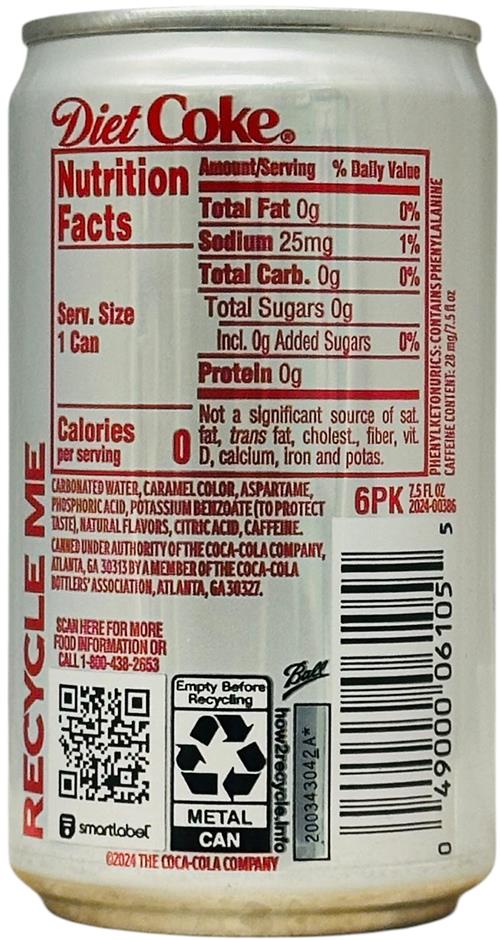 Diet Coke®
Nutrition Facts
Amount/Serving % Daily Value
Total Fat 0g 0%
Sodium 25mg 1%
Total Carb. 0g 0%
Total Sugars 0g
Incl. 0g Added Sugars 0%
Protein 0g
Serv. Size
1 Can
Calories
per serving
0
Not a significant source of sat.
fat, trans fat, cholest., fiber, vit.
D, calcium, iron and potas.
PHENYLKETONURICS: CONTAINS PHENYLALANINE
CAFFEINE CONTENT: 28 mg/7.5 fl oz
CARBONATED WATER, CARAMEL COLOR, ASPARTAME,
PHOSPHORIC ACID, POTASSIUM BENZOATE (TO PROTECT
TASTE), NATURAL FLAVORS, CITRIC ACID, CAFFEINE.
CANNED UNDER AUTHORITY OF THE COCA-COLA COMPANY,
ATLANTA, GA 30313 BY A MEMBER OF THE COCA-COLA
BOTTLERS' ASSOCIATION, ATLANTA, GA 30327.
6PK
7.5 FL OZ
2024-00386
RECYCLE ME
SCAN HERE FOR MORE
FOOD INFORMATION OR
CALL 1-800-438-2653
smartlabel
Empty Before
Recycling
METAL
CAN
how2recycle.info
Ball
200343042A*
0 49000 06105 5
©2024 THE COCA-COLA COMPANY